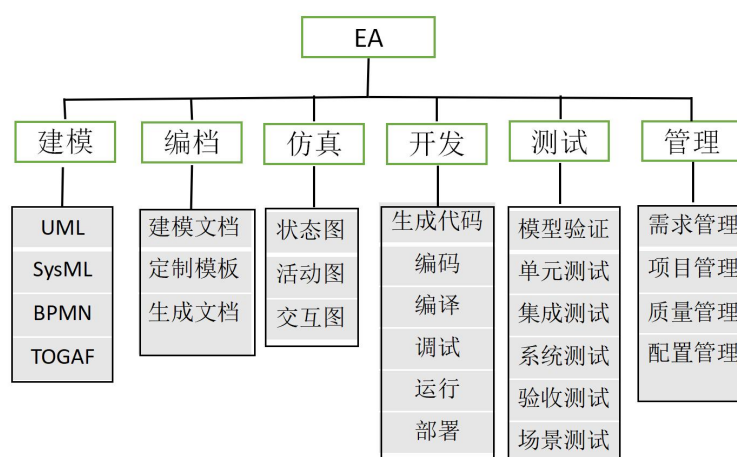 EA
建模
编档
仿真
开发
测试
管理
UML
SysML
BPMN
TOGAF
建模文档
定制模板
生成文档
状态图
活动图
交互图
生成代码
编码
编译
调试
运行
部署
模型验证
单元测试
集成测试
系统测试
验收测试
场景测试
需求管理
项目管理
质量管理
配置管理